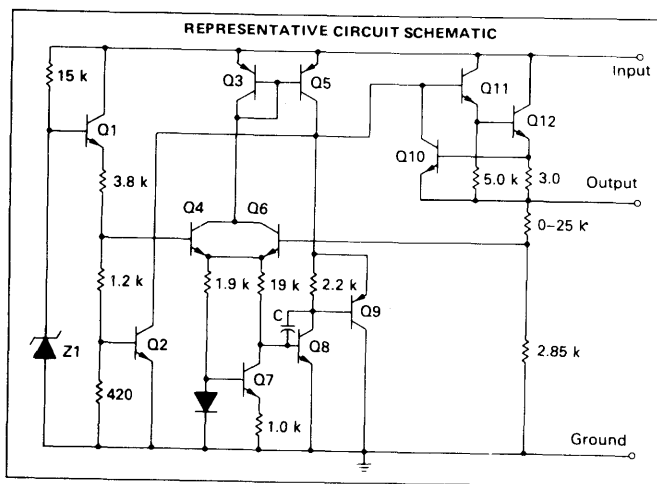 REPRESENTATIVE CIRCUIT SCHEMATIC
Input
15 k
Q3
Q5
Q11
Q12
Q1
Q10
3.8 k
5.0 k
3.0
Output
Q4
Q6
0–25 k
1.2 k
1.9 k
19 k
2.2 k
Q9
C
Q8
Z1
Q2
Q7
2.85 k
420
1.0 k
Ground